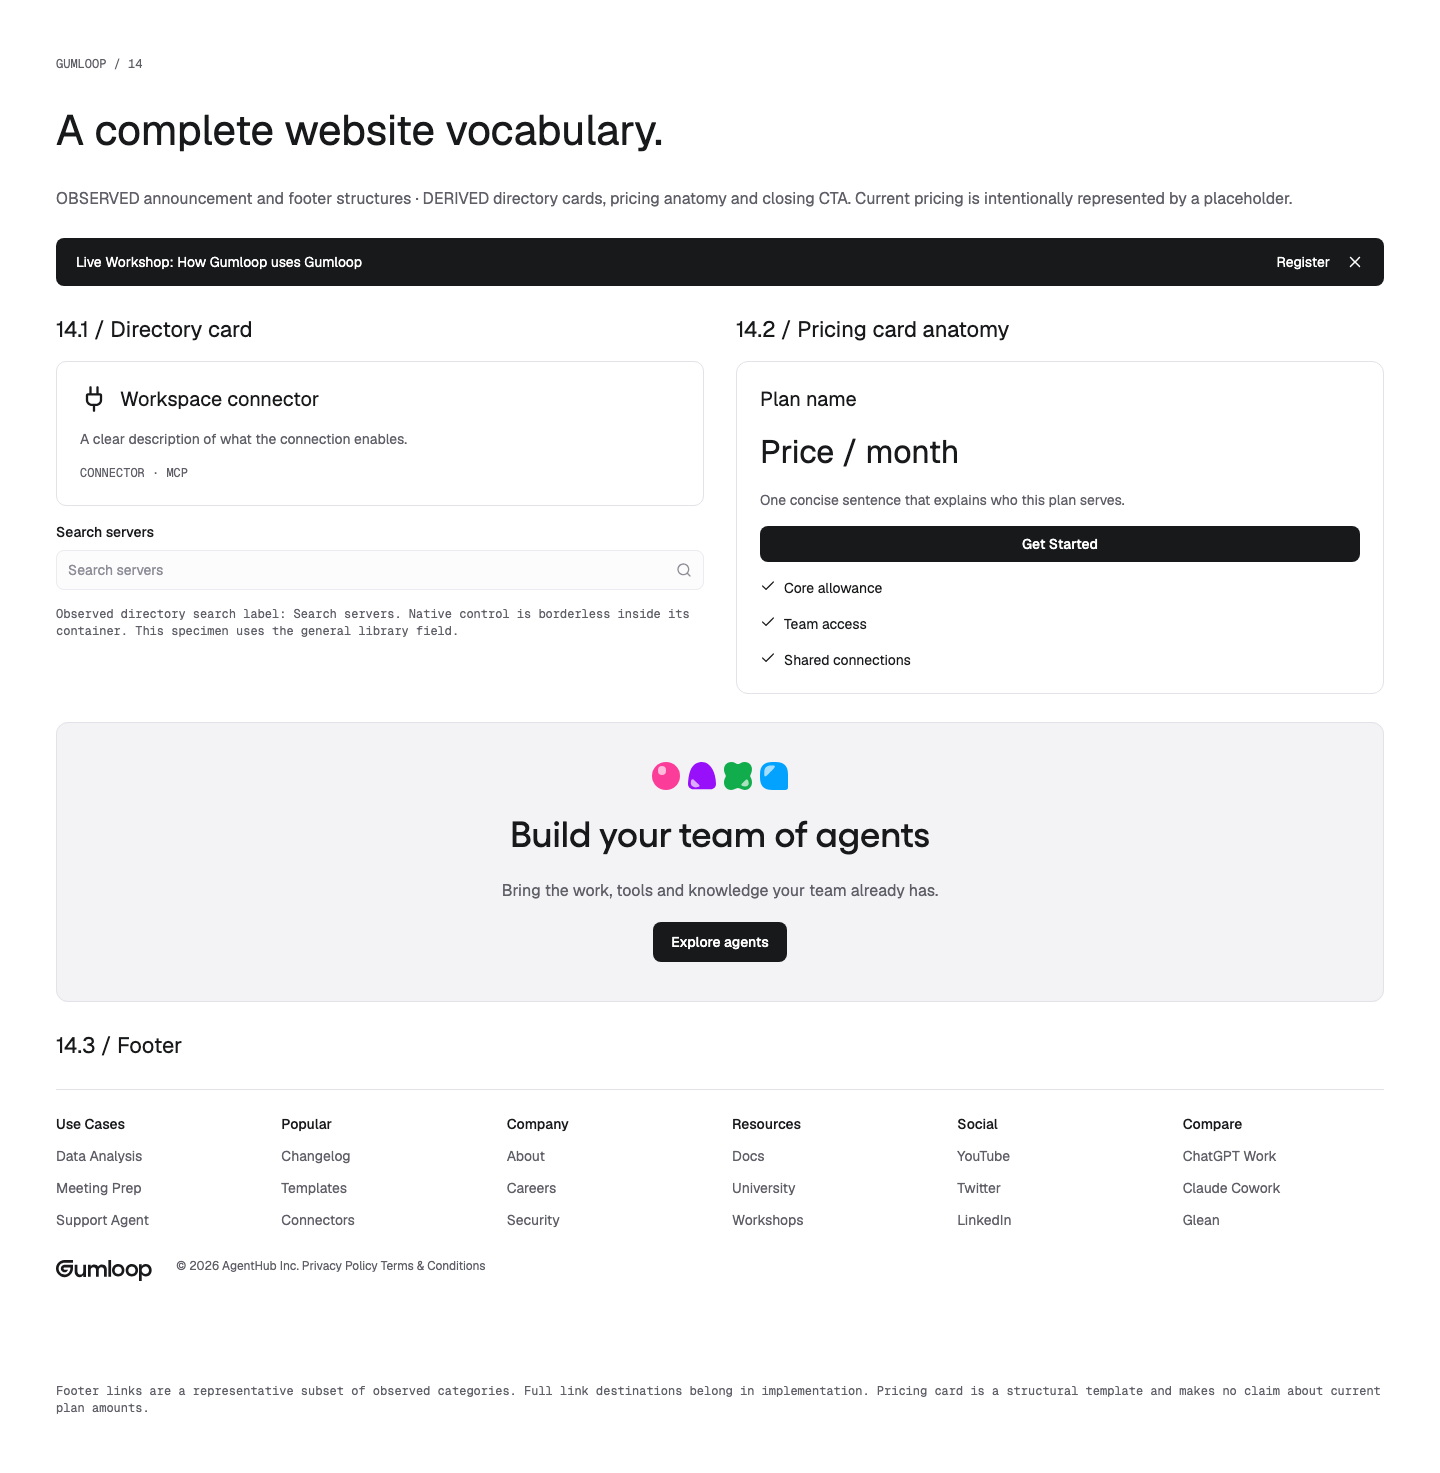 GUMLOOP / 14
A complete website vocabulary.
OBSERVED announcement and footer structures · DERIVED directory cards, pricing anatomy and closing CTA. Current pricing is intentionally represented by a placeholder.
Live Workshop: How Gumloop uses Gumloop
Register
14.1 / Directory card
Workspace connector
A clear description of what the connection enables.
CONNECTOR · MCP
Search servers
Search servers
Observed directory search label: Search servers. Native control is borderless inside its
container. This specimen uses the general library field.
14.2 / Pricing card anatomy
Plan name
Price / month
One concise sentence that explains who this plan serves.
Get Started
Core allowance
Team access
Shared connections
Build your team of agents
Bring the work, tools and knowledge your team already has.
Explore agents
14.3 / Footer
Use Cases
Data Analysis
Meeting Prep
Support Agent
Popular
Changelog
Templates
Connectors
Company
About
Careers
Security
Resources
Docs
University
Workshops
Social
YouTube
Twitter
LinkedIn
Compare
ChatGPT Work
Claude Cowork
Glean
Gumloop
© 2026 AgentHub Inc. Privacy Policy Terms & Conditions
Footer links are a representative subset of observed categories. Full link destinations belong in implementation. Pricing card is a structural template and makes no claim about current
plan amounts.